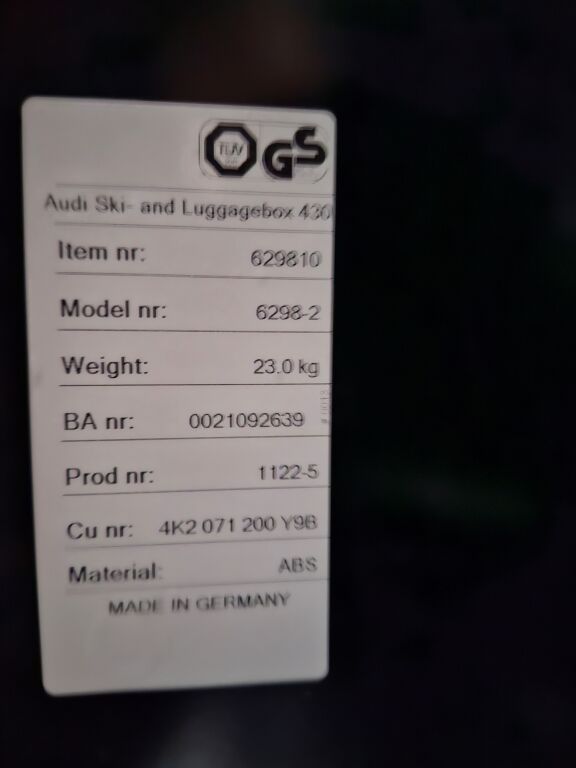 TÜV
GS
Audi Ski- and Luggagebox 430
Item nr: 629810
Model nr: 6298-2
Weight: 23.0 kg
BA nr: 0021092639
Prod nr: 1122-5
Cu nr: 4K2 071 200 Y9B
Material: ABS
MADE IN GERMANY